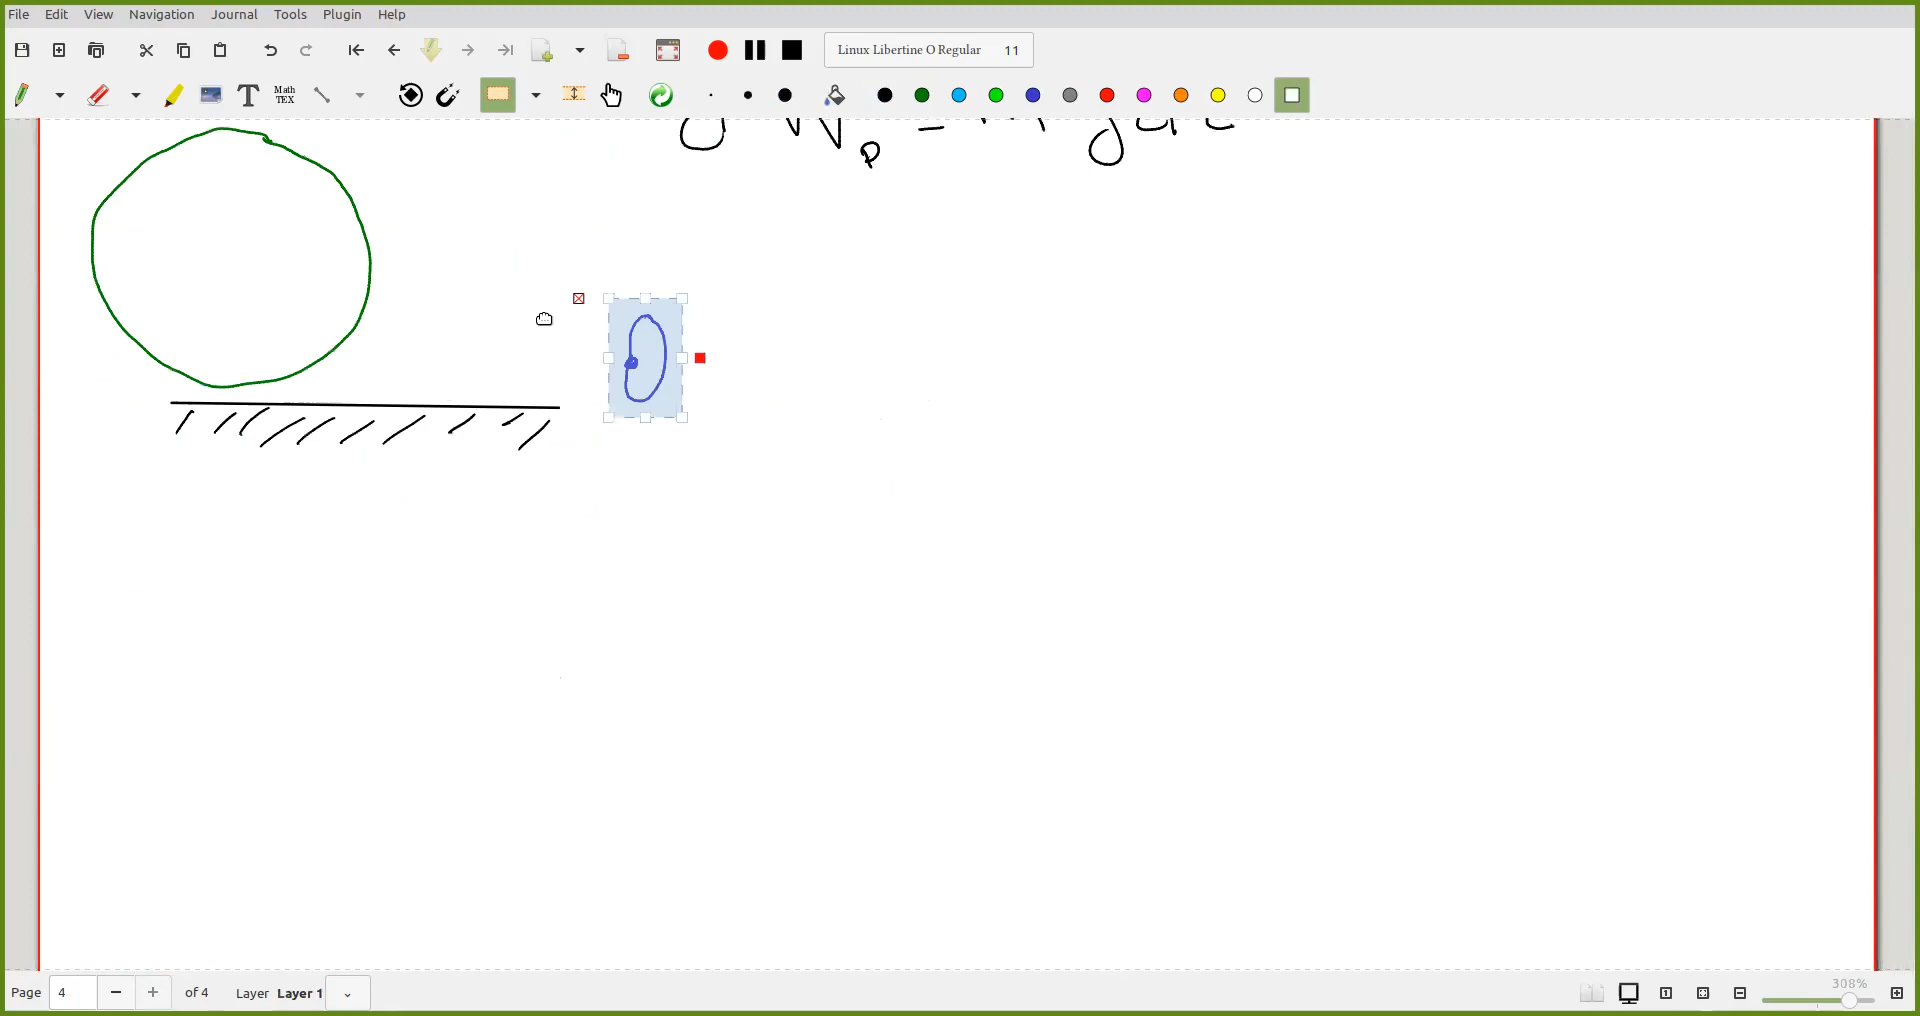 File Edit View Navigation Journal Tools Plugin Help
Linux Libertine O Regular 11
T Math TEX
Page 4 of 4 Layer Layer 1
308%